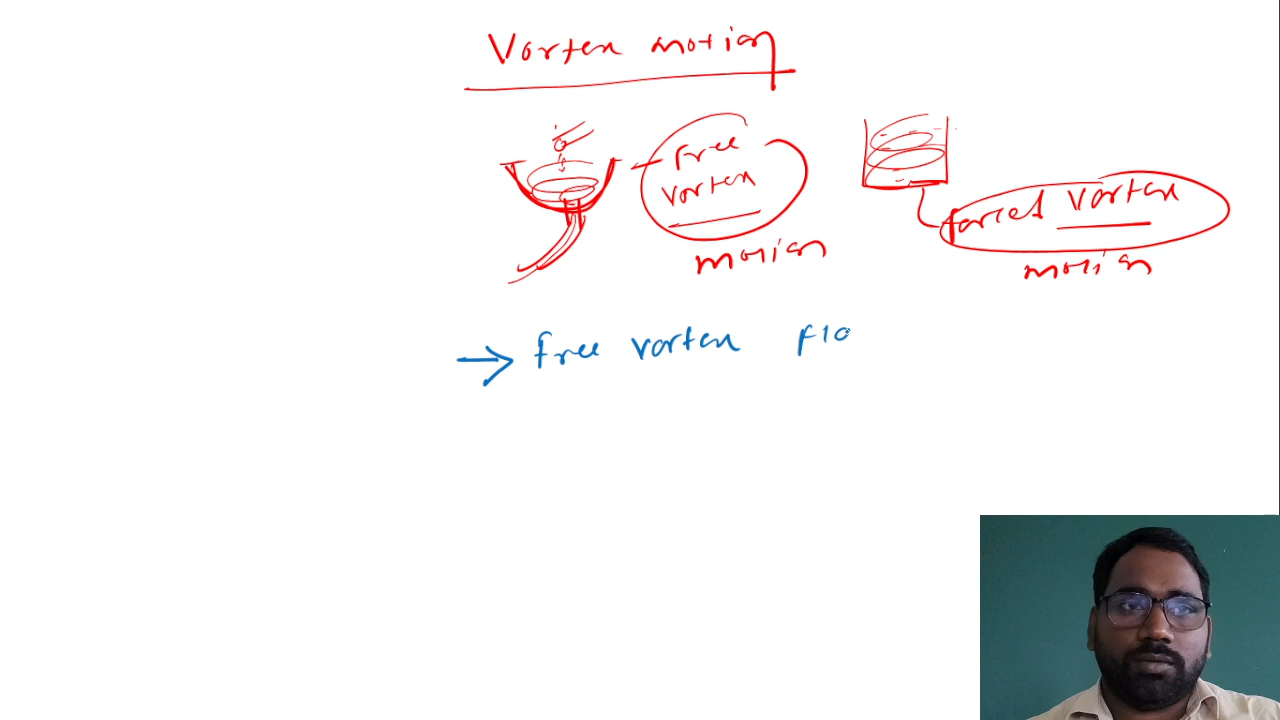 Vortex motion
free
vortex
motion
forced vortex
motion
→ free vortex flo